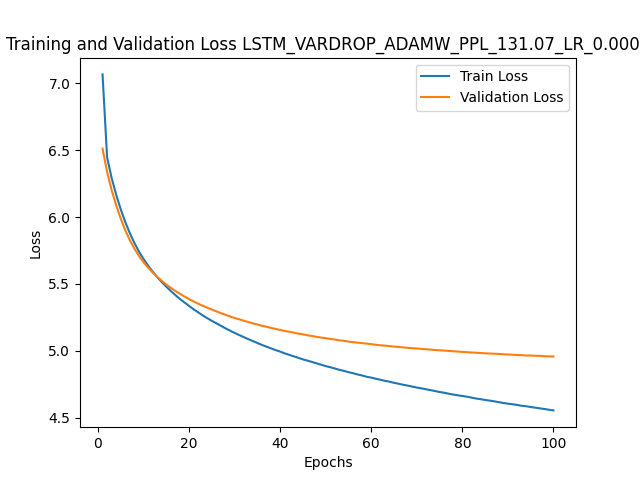 Training and Validation Loss LSTM_VARDROP_ADAMW_PPL_131.07_LR_0.000
7.0
6.5
6.0
5.5
5.0
4.5
Loss
Train Loss
Validation Loss
0
20
40
60
80
100
Epochs